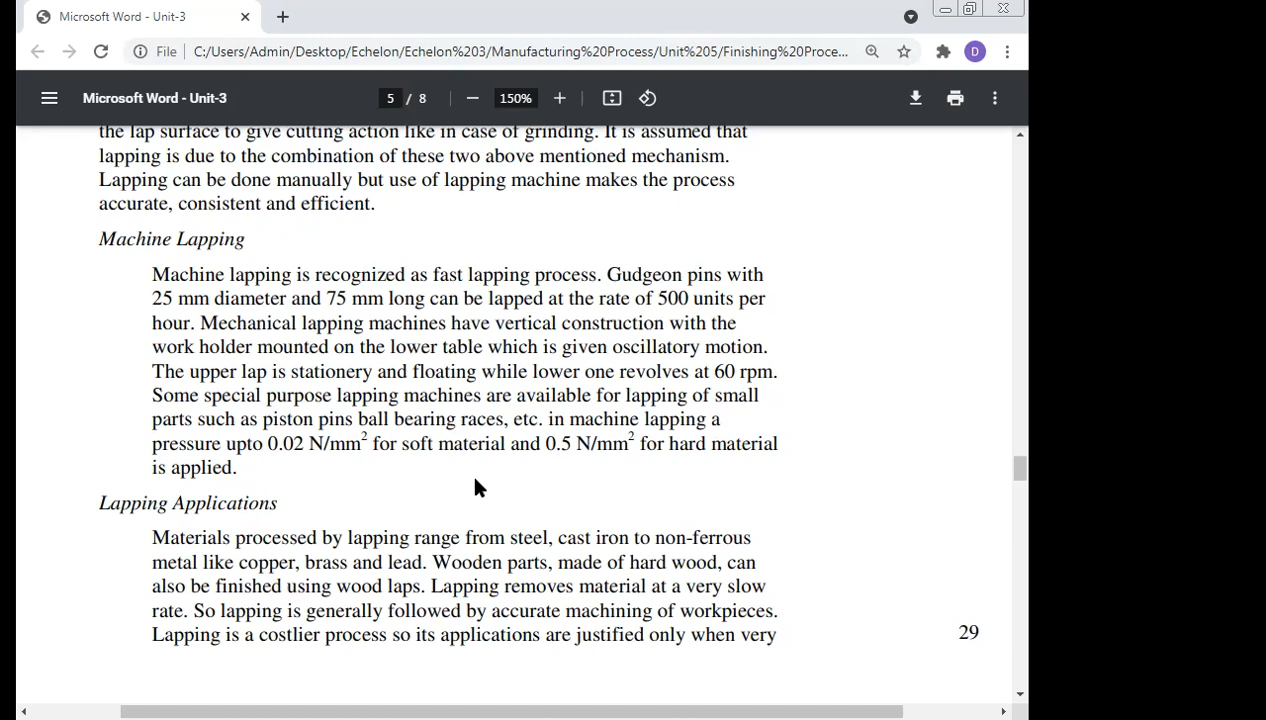 Microsoft Word - Unit-3
File C:/Users/Admin/Desktop/Echelon/Echelon%203/Manufacturing%20Process/Unit%205/Finishing%20Proce...
D
Microsoft Word - Unit-3
5 / 8
150%
the lap surface to give cutting action like in case of grinding. It is assumed that
lapping is due to the combination of these two above mentioned mechanism.
Lapping can be done manually but use of lapping machine makes the process
accurate, consistent and efficient.
Machine Lapping
Machine lapping is recognized as fast lapping process. Gudgeon pins with
25 mm diameter and 75 mm long can be lapped at the rate of 500 units per
hour. Mechanical lapping machines have vertical construction with the
work holder mounted on the lower table which is given oscillatory motion.
The upper lap is stationery and floating while lower one revolves at 60 rpm.
Some special purpose lapping machines are available for lapping of small
parts such as piston pins ball bearing races, etc. in machine lapping a
pressure upto 0.02 N/mm² for soft material and 0.5 N/mm² for hard material
is applied.
Lapping Applications
Materials processed by lapping range from steel, cast iron to non-ferrous
metal like copper, brass and lead. Wooden parts, made of hard wood, can
also be finished using wood laps. Lapping removes material at a very slow
rate. So lapping is generally followed by accurate machining of workpieces.
Lapping is a costlier process so its applications are justified only when very
29